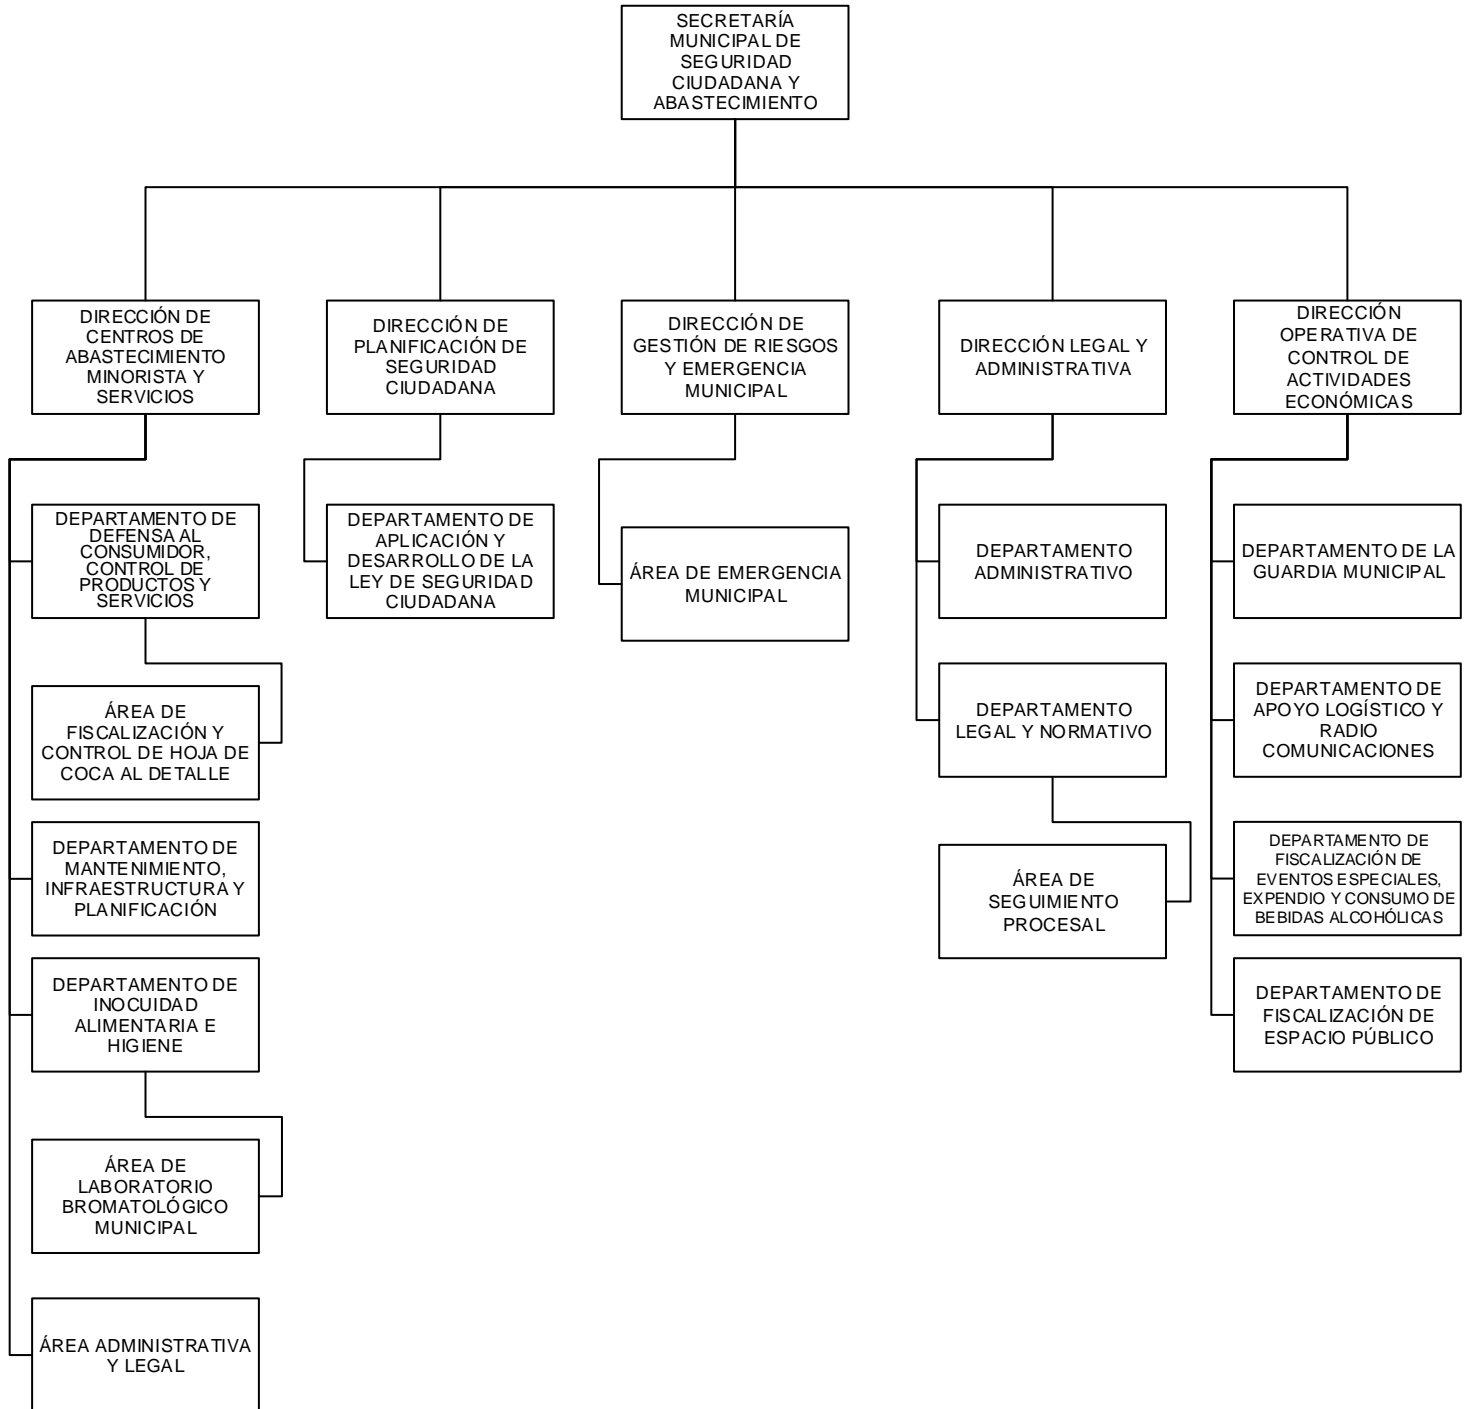 SECRETARÍA
MUNICIPAL DE
SEGURIDAD
CIUDADANA Y
ABASTECIMIENTO
DIRECCIÓN DE
CENTROS DE
ABASTECIMIENTO
MINORISTA Y
SERVICIOS
DIRECCIÓN DE
PLANIFICACIÓN DE
SEGURIDAD
CIUDADANA
DIRECCIÓN DE
GESTIÓN DE RIESGOS
Y EMERGENCIA
MUNICIPAL
DIRECCIÓN LEGAL Y
ADMINISTRATIVA
DIRECCIÓN
OPERATIVA DE
CONTROL DE
ACTIVIDADES
ECONÓMICAS
DEPARTAMENTO DE
DEFENSA AL
CONSUMIDOR,
CONTROL DE
PRODUCTOS Y
SERVICIOS
ÁREA DE
FISCALIZACIÓN Y
CONTROL DE HOJA DE
COCA AL DETALLE
DEPARTAMENTO DE
MANTENIMIENTO,
INFRAESTRUCTURA Y
PLANIFICACIÓN
DEPARTAMENTO DE
INOCUIDAD
ALIMENTARIA E
HIGIENE
ÁREA DE
LABORATORIO
BROMATOLÓGICO
MUNICIPAL
ÁREA ADMINISTRATIVA
Y LEGAL
DEPARTAMENTO DE
APLICACIÓN Y
DESARROLLO DE LA
LEY DE SEGURIDAD
CIUDADANA
ÁREA DE EMERGENCIA
MUNICIPAL
DEPARTAMENTO
ADMINISTRATIVO
DEPARTAMENTO
LEGAL Y NORMATIVO
ÁREA DE
SEGUIMIENTO
PROCESAL
DEPARTAMENTO DE LA
GUARDIA MUNICIPAL
DEPARTAMENTO DE
APOYO LOGÍSTICO Y
RADIO
COMUNICACIONES
DEPARTAMENTO DE
FISCALIZACIÓN DE
EVENTOS ESPECIALES,
EXPENDIO Y CONSUMO DE
BEBIDAS ALCOHÓLICAS
DEPARTAMENTO DE
FISCALIZACIÓN DE
ESPACIO PÚBLICO